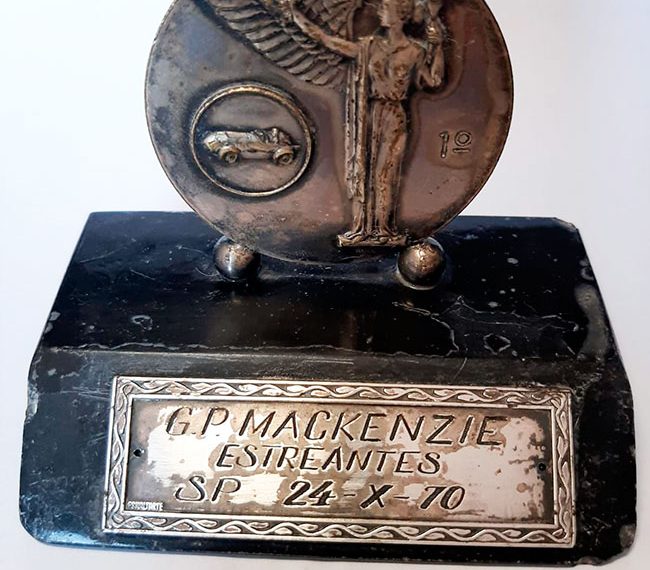 1º
G.P. MACKENZIE
ESTREANTES
SP 24-X-70